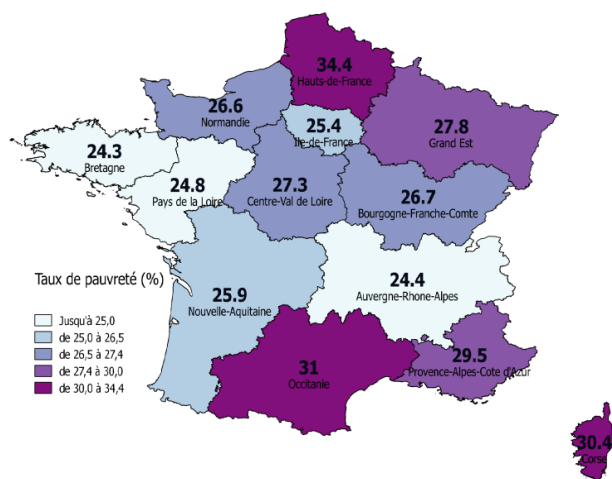 34.4
Hauts-de-France
26.6
Normandie
25.4
Ile-de-France
27.8
Grand Est
24.3
Bretagne
24.8
Pays de la Loire
27.3
Centre-Val de Loire
26.7
Bourgogne-Franche-Comte
Taux de pauvreté (%)
Jusqu'à 25,0
de 25,0 à 26,5
de 26,5 à 27,4
de 27,4 à 30,0
de 30,0 à 34,4
25.9
Nouvelle-Aquitaine
24.4
Auvergne-Rhone-Alpes
31
Occitanie
29.5
Provence-Alpes-Cote d'Azur
30.4
Corse